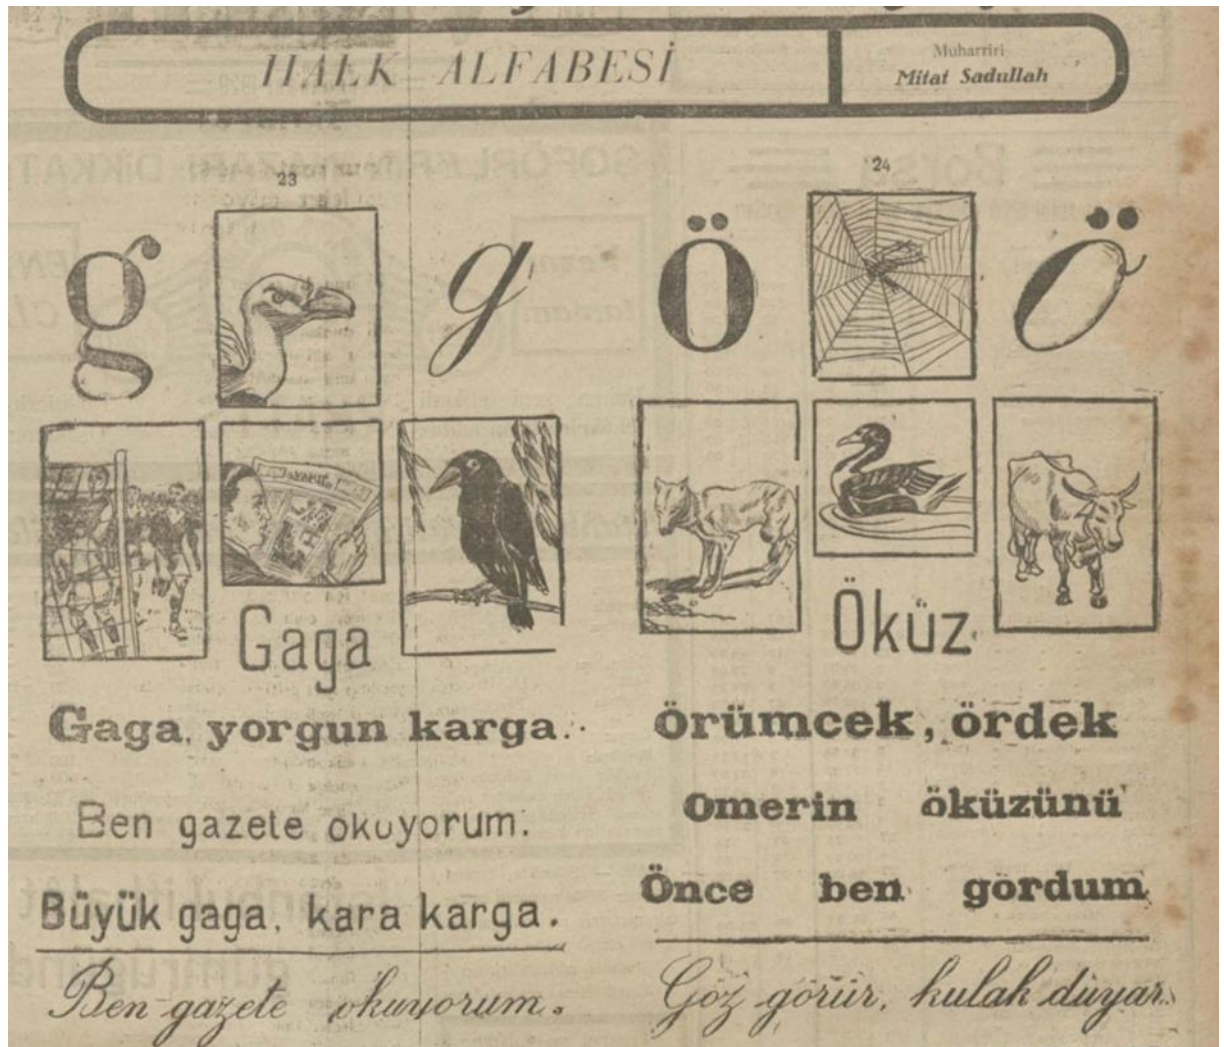 HALK ALFABESİ
Muharriri
Mitat Sadullah
23
g g
Gaga
Gaga, yorgun karga.
Ben gazete okuyorum.
Büyük gaga, kara karga.
Ben gazete okuyorum.
24
ö ö
Öküz
Örümcek, ördek
Omerin öküzünü
Önce ben gördum
Göz görür, kulak duyar.